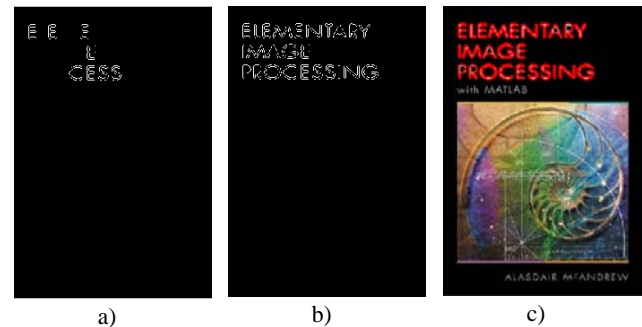 E E E
E
CESS
a)
ELEMENTARY
IMAGE
PROCESSING
b)
ELEMENTARY
IMAGE
PROCESSING
with MATLAB
ALASDAIR McANDREW
c)